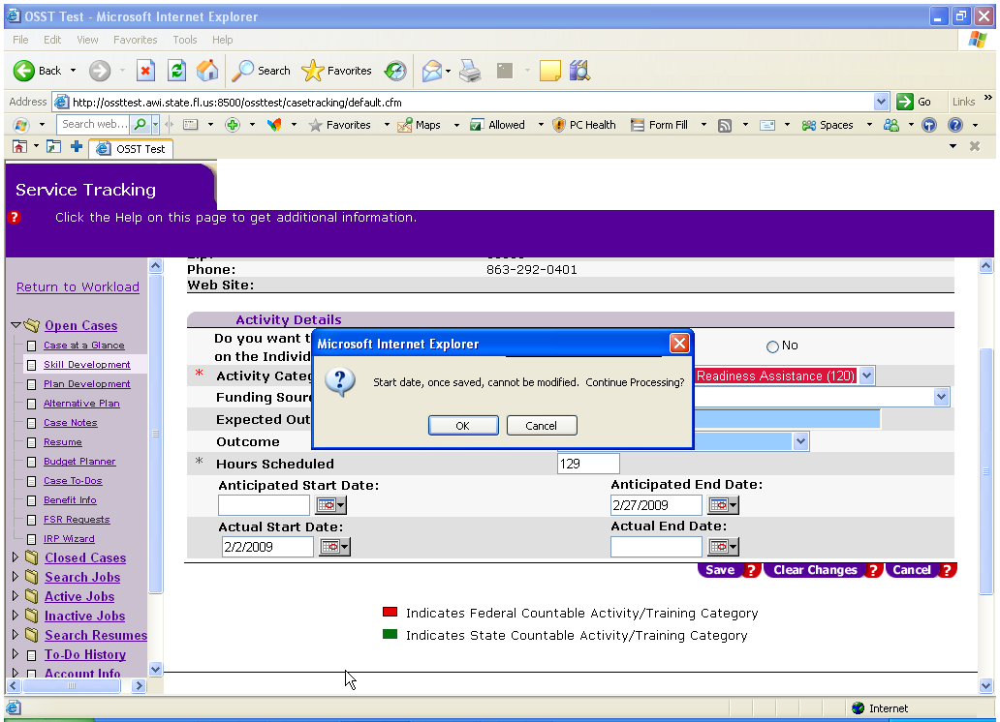 OSST Test - Microsoft Internet Explorer
File Edit View Favorites Tools Help
Back Search Favorites
Address http://ossttest.awi.state.fl.us:8500/ossttest/casetracking/default.cfm Go Links »
Search web... Favorites Maps Allowed PC Health Form Fill Spaces
OSST Test
Service Tracking
? Click the Help on this page to get additional information.
Return to Workload
Open Cases
Case at a Glance
Skill Development
Plan Development
Alternative Plan
Case Notes
Resume
Budget Planner
Case To-Dos
Benefit Info
FSR Requests
IRP Wizard
Closed Cases
Search Jobs
Active Jobs
Inactive Jobs
Search Resumes
To-Do History
Account Info
Phone: 863-292-0401
Web Site:
Activity Details
Do you want t
on the Individ
No
* Activity Categ
Readiness Assistance (120)
Funding Sourc
Expected Out
Outcome
* Hours Scheduled 129
Anticipated Start Date: Anticipated End Date:
2/27/2009
Actual Start Date: Actual End Date:
2/2/2009
Save ? Clear Changes ? Cancel ?
Indicates Federal Countable Activity/Training Category
Indicates State Countable Activity/Training Category
Microsoft Internet Explorer
Start date, once saved, cannot be modified. Continue Processing?
OK Cancel
Internet